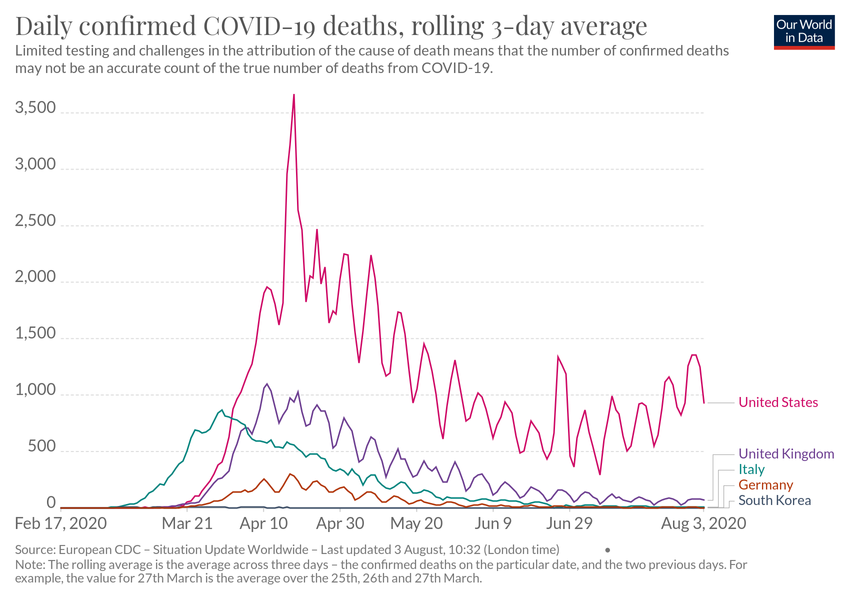 Daily confirmed COVID-19 deaths, rolling 3-day average
Our World
in Data
Limited testing and challenges in the attribution of the cause of death means that the number of confirmed deaths
may not be an accurate count of the true number of deaths from COVID-19.
3,500
3,000
2,500
2,000
1,500
1,000
500
0
United States
United Kingdom
Italy
Germany
South Korea
Feb 17, 2020
Mar 21
Apr 10
Apr 30
May 20
Jun 9
Jun 29
Aug 3, 2020
Source: European CDC – Situation Update Worldwide – Last updated 3 August, 10:32 (London time)
Note: The rolling average is the average across three days – the confirmed deaths on the particular date, and the two previous days. For
example, the value for 27th March is the average over the 25th, 26th and 27th March.